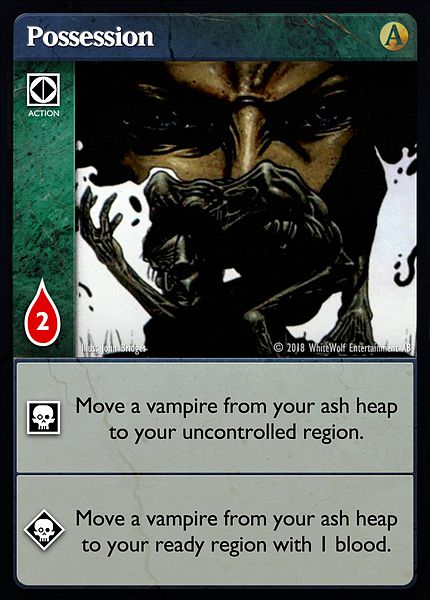 Possession
A
ACTION
2
Illus: John Bridges
© 2018 WhiteWolf Entertainment AB
Move a vampire from your ash heap
to your uncontrolled region.
Move a vampire from your ash heap
to your ready region with 1 blood.